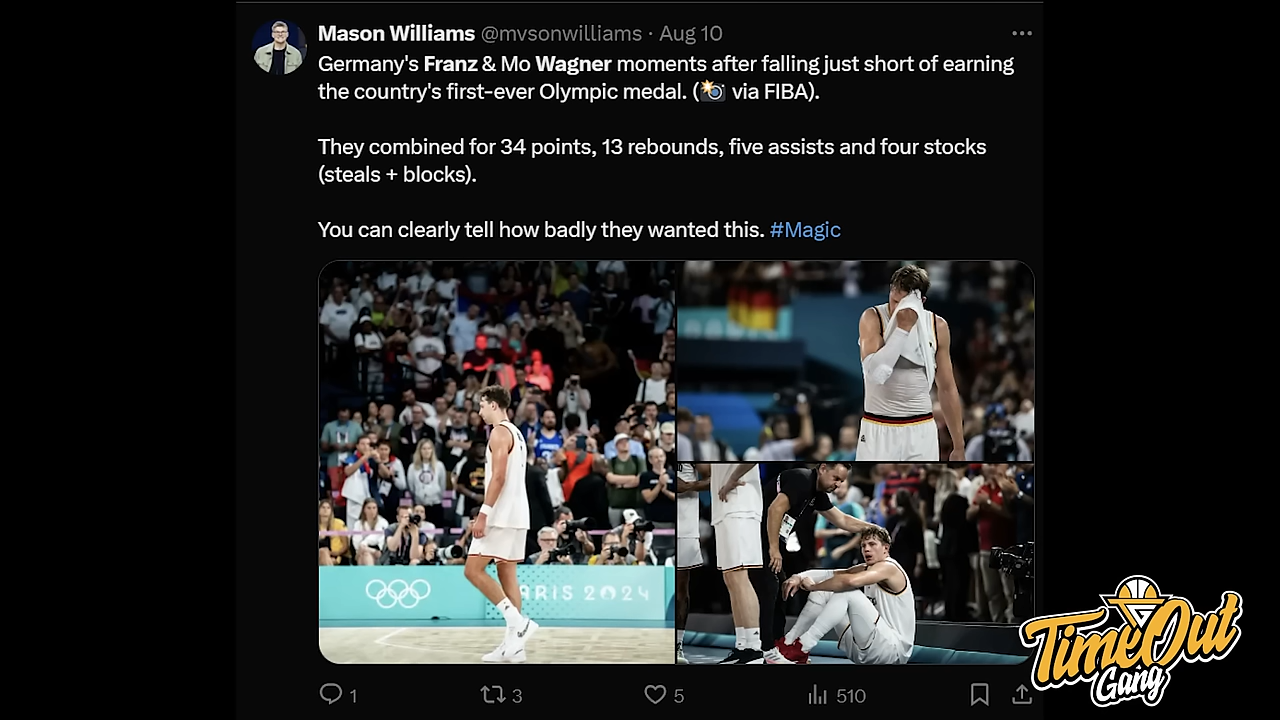 Mason Williams @mvsonwilliams · Aug 10
Germany's Franz & Mo Wagner moments after falling just short of earning
the country's first-ever Olympic medal. (📸 via FIBA).
They combined for 34 points, 13 rebounds, five assists and four stocks
(steals + blocks).
You can clearly tell how badly they wanted this. #Magic
ARIS 2024
1 3 5 510
TimeOut
Gang